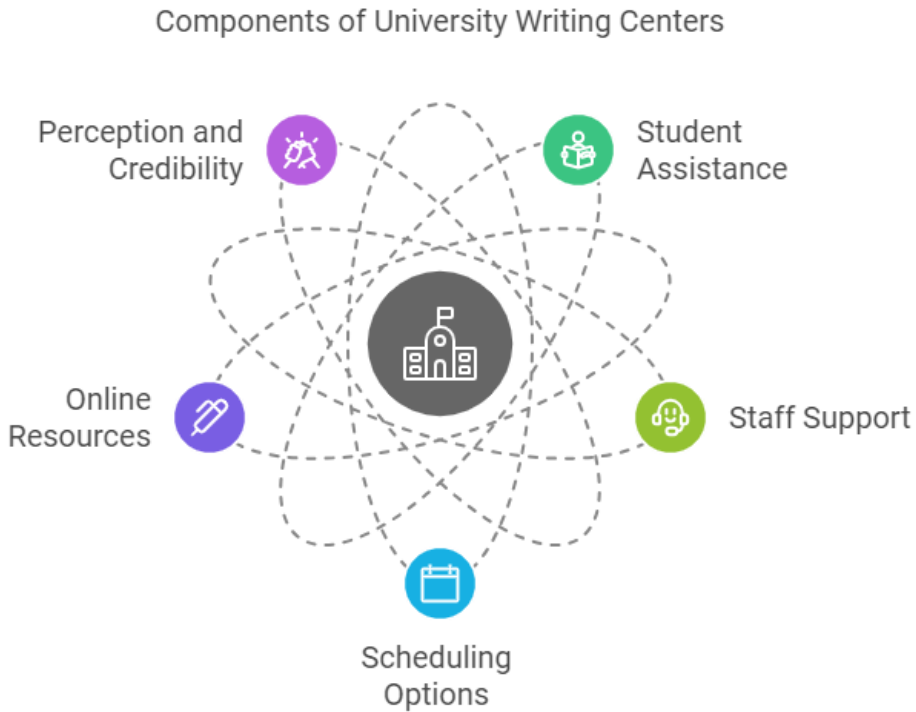 Components of University Writing Centers
Perception and
Credibility
Student
Assistance
Online
Resources
Staff Support
Scheduling
Options